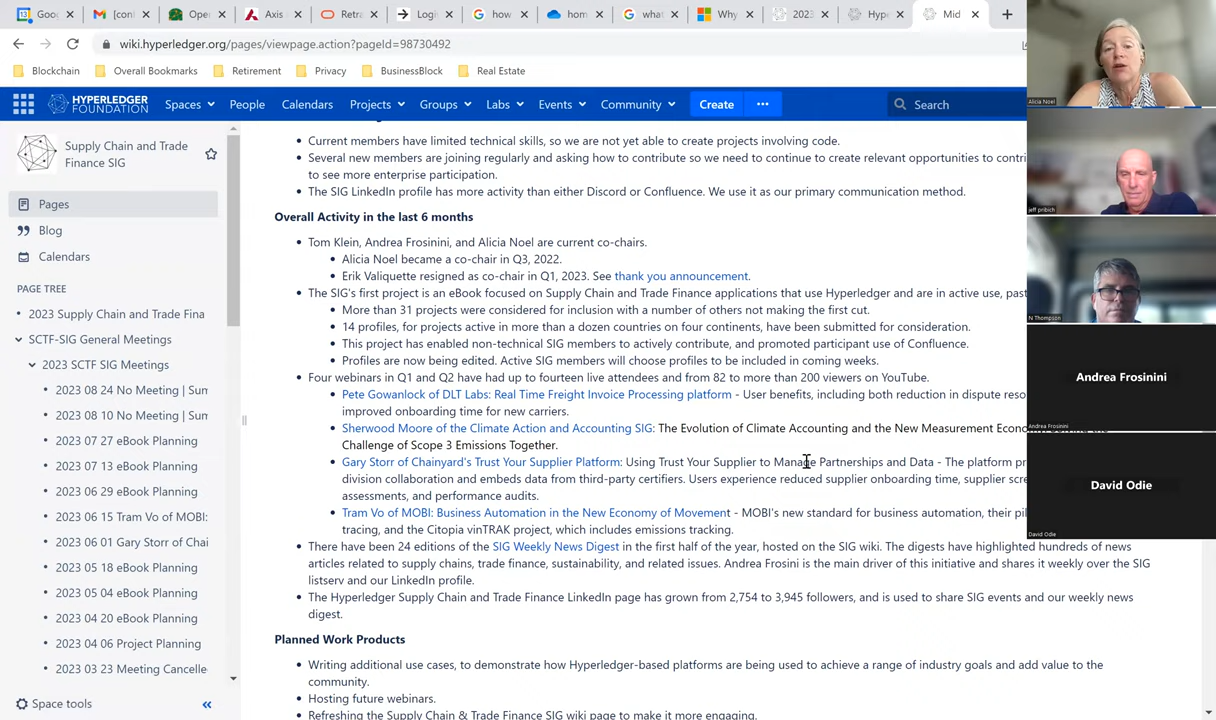 Goog
[con
Oper
Axis
Retra
Login
how
hom
what
Why
2023
Hype
Mid
wiki.hyperledger.org/pages/viewpage.action?pageId=98730492
Blockchain
Overall Bookmarks
Retirement
Privacy
BusinessBlock
Real Estate
HYPERLEDGER
FOUNDATION
Spaces
People
Calendars
Projects
Groups
Labs
Events
Community
Create
Search
Supply Chain and Trade
Finance SIG
Pages
Blog
Calendars
PAGE TREE
2023 Supply Chain and Trade Fina
SCTF-SIG General Meetings
2023 SCTF SIG Meetings
2023 08 24 No Meeting | Sum
2023 08 10 No Meeting | Sum
2023 07 27 eBook Planning
2023 07 13 eBook Planning
2023 06 29 eBook Planning
2023 06 15 Tram Vo of MOBI:
2023 06 01 Gary Storr of Chai
2023 05 18 eBook Planning
2023 05 04 eBook Planning
2023 04 20 eBook Planning
2023 04 06 Project Planning
2023 03 23 Meeting Cancelle
Space tools
Current members have limited technical skills, so we are not yet able to create projects involving code.
Several new members are joining regularly and asking how to contribute so we need to continue to create relevant opportunities to contri
to see more enterprise participation.
The SIG LinkedIn profile has more activity than either Discord or Confluence. We use it as our primary communication method.
Overall Activity in the last 6 months
Tom Klein, Andrea Frosinini, and Alicia Noel are current co-chairs.
Alicia Noel became a co-chair in Q3, 2022.
Erik Valiquette resigned as co-chair in Q1, 2023. See thank you announcement.
The SIG's first project is an eBook focused on Supply Chain and Trade Finance applications that use Hyperledger and are in active use, past
More than 31 projects were considered for inclusion with a number of others not making the first cut.
14 profiles, for projects active in more than a dozen countries on four continents, have been submitted for consideration.
This project has enabled non-technical SIG members to actively contribute, and promoted participant use of Confluence.
Profiles are now being edited. Active SIG members will choose profiles to be included in coming weeks.
Four webinars in Q1 and Q2 have had up to fourteen live attendees and from 82 to more than 200 viewers on YouTube.
Pete Gowanlock of DLT Labs: Real Time Freight Invoice Processing platform - User benefits, including both reduction in dispute reso
improved onboarding time for new carriers.
Sherwood Moore of the Climate Action and Accounting SIG: The Evolution of Climate Accounting and the New Measurement Econo
Challenge of Scope 3 Emissions Together.
Gary Storr of Chainyard's Trust Your Supplier Platform: Using Trust Your Supplier to Manage Partnerships and Data - The platform pr
division collaboration and embeds data from third-party certifiers. Users experience reduced supplier onboarding time, supplier scre
assessments, and performance audits.
Tram Vo of MOBI: Business Automation in the New Economy of Movement - MOBI's new standard for business automation, their pil
tracing, and the Citopia vinTRAK project, which includes emissions tracking.
There have been 24 editions of the SIG Weekly News Digest in the first half of the year, hosted on the SIG wiki. The digests have highlighted hundreds of news
articles related to supply chains, trade finance, sustainability, and related issues. Andrea Frosini is the main driver of this initiative and shares it weekly over the SIG
listserv and our LinkedIn profile.
The Hyperledger Supply Chain and Trade Finance LinkedIn page has grown from 2,754 to 3,945 followers, and is used to share SIG events and our weekly news
digest.
Planned Work Products
Writing additional use cases, to demonstrate how Hyperledger-based platforms are being used to achieve a range of industry goals and add value to the
community.
Hosting future webinars.
Refreshing the Supply Chain & Trade Finance SIG wiki page to make it more engaging.
Alicia Noel
jeff pribich
N Thompson
Andrea Frosinini
Andrea Frosinini
David Odie
David Odie